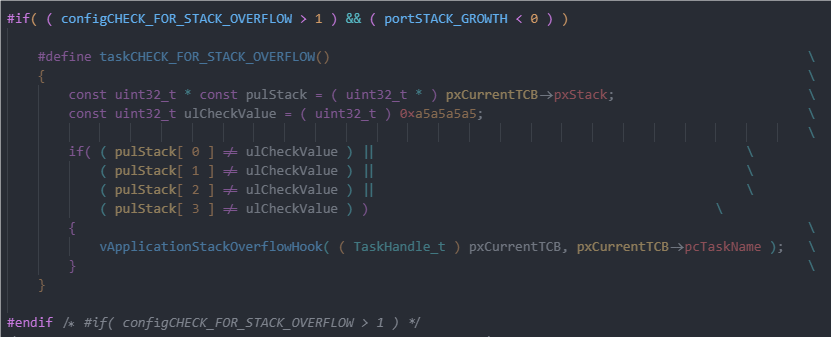 #if( ( configCHECK_FOR_STACK_OVERFLOW > 1 ) && ( portSTACK_GROWTH < 0 ) )
#define taskCHECK_FOR_STACK_OVERFLOW() \
{ \
const uint32_t * const pulStack = ( uint32_t * ) pxCurrentTCB->pxStack; \
const uint32_t ulCheckValue = ( uint32_t ) 0xa5a5a5a5; \
\
if( ( pulStack[ 0 ] != ulCheckValue ) || \
( pulStack[ 1 ] != ulCheckValue ) || \
( pulStack[ 2 ] != ulCheckValue ) || \
( pulStack[ 3 ] != ulCheckValue ) ) \
{ \
vApplicationStackOverflowHook( ( TaskHandle_t ) pxCurrentTCB, pxCurrentTCB->pcTaskName ); \
} \
}
#endif /* #if( configCHECK_FOR_STACK_OVERFLOW > 1 ) */